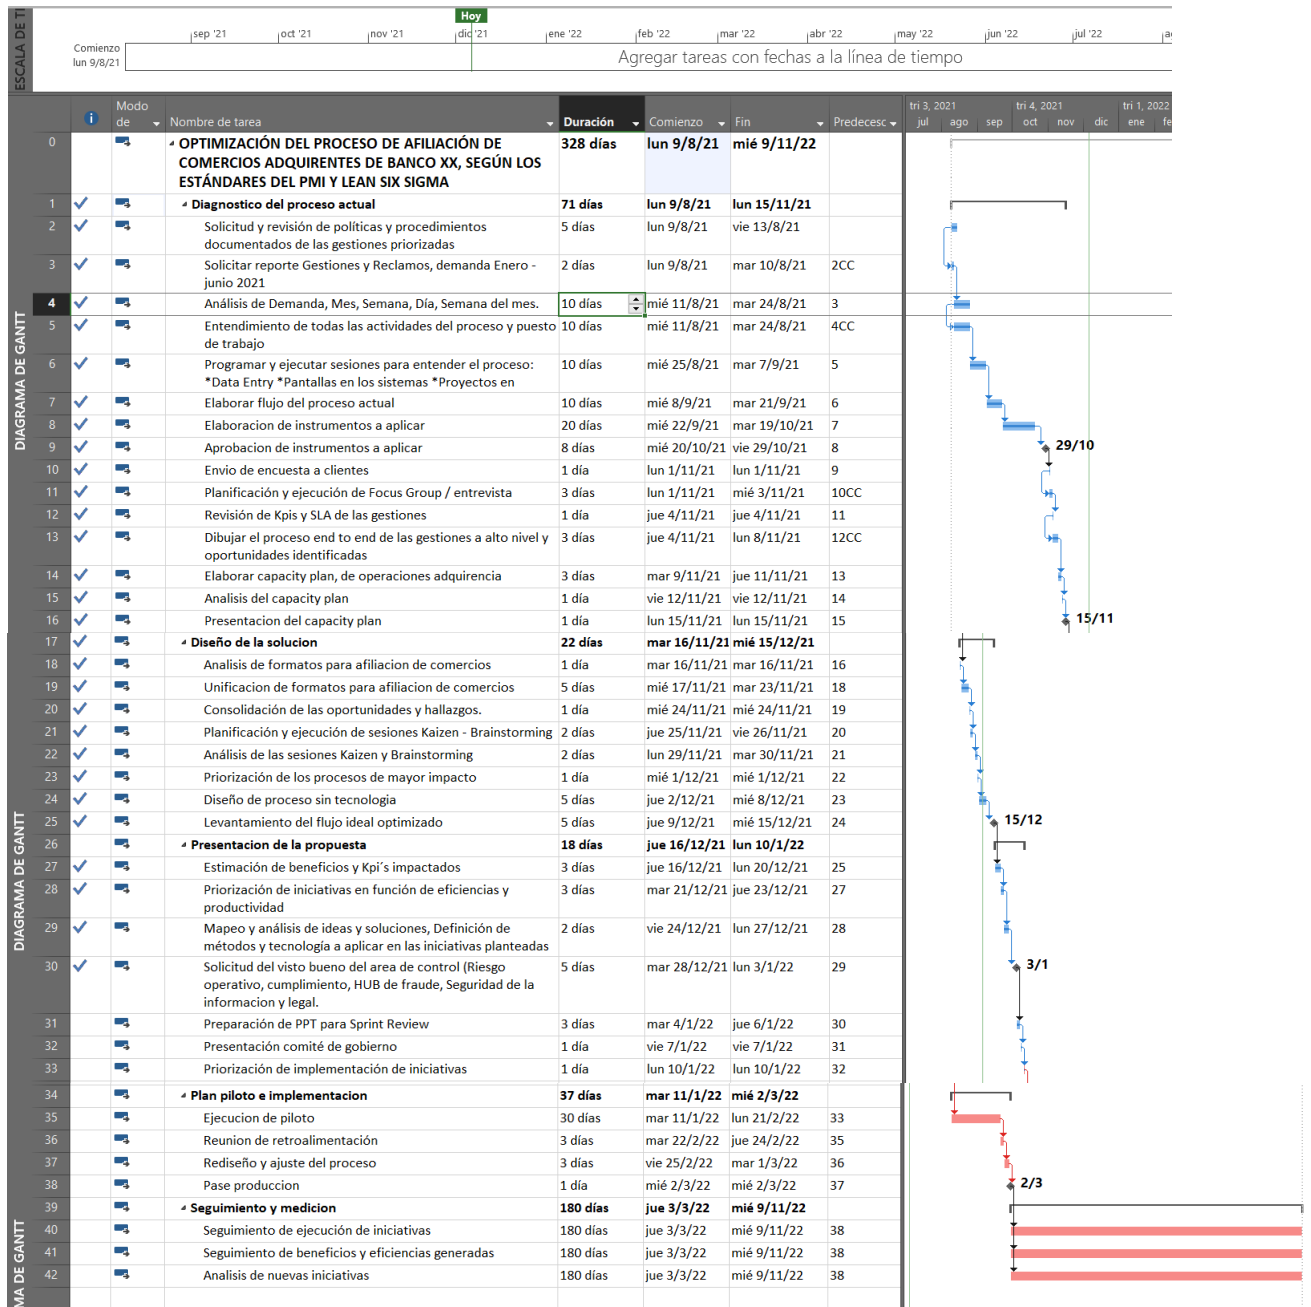 ESCALA DE TI
Hoy
sep '21 oct '21 nov '21 dic '21 ene '22 feb '22 mar '22 abr '22 may '22 jun '22 jul '22
Comienzo
lun 9/8/21
Agregar tareas con fechas a la línea de tiempo
DIAGRAMA DE GANTT
Modo de Nombre de tarea Duración Comienzo Fin Predecesc
tri 3, 2021 tri 4, 2021 tri 1, 2022
jul ago sep oct nov dic ene fe
0 OPTIMIZACIÓN DEL PROCESO DE AFILIACIÓN DE 328 días lun 9/8/21 mié 9/11/22
COMERCIOS ADQUIRENTES DE BANCO XX, SEGÚN LOS
ESTÁNDARES DEL PMI Y LEAN SIX SIGMA
1 Diagnostico del proceso actual 71 días lun 9/8/21 lun 15/11/21
2 Solicitud y revisión de políticas y procedimientos 5 días lun 9/8/21 vie 13/8/21
documentados de las gestiones priorizadas
3 Solicitar reporte Gestiones y Reclamos, demanda Enero - 2 días lun 9/8/21 mar 10/8/21 2CC
junio 2021
4 Análisis de Demanda, Mes, Semana, Día, Semana del mes. 10 días mié 11/8/21 mar 24/8/21 3
5 Entendimiento de todas las actividades del proceso y puesto 10 días mié 11/8/21 mar 24/8/21 4CC
de trabajo
6 Programar y ejecutar sesiones para entender el proceso: 10 días mié 25/8/21 mar 7/9/21 5
*Data Entry *Pantallas en los sistemas *Proyectos en
7 Elaborar flujo del proceso actual 10 días mié 8/9/21 mar 21/9/21 6
8 Elaboracion de instrumentos a aplicar 20 días mié 22/9/21 mar 19/10/21 7
9 Aprobacion de instrumentos a aplicar 8 días mié 20/10/21 vie 29/10/21 8 29/10
10 Envio de encuesta a clientes 1 día lun 1/11/21 lun 1/11/21 9
11 Planificación y ejecución de Focus Group / entrevista 3 días lun 1/11/21 mié 3/11/21 10CC
12 Revisión de Kpis y SLA de las gestiones 1 día jue 4/11/21 jue 4/11/21 11
13 Dibujar el proceso end to end de las gestiones a alto nivel y 3 días jue 4/11/21 lun 8/11/21 12CC
oportunidades identificadas
14 Elaborar capacity plan, de operaciones adquirencia 3 días mar 9/11/21 jue 11/11/21 13
15 Analisis del capacity plan 1 día vie 12/11/21 vie 12/11/21 14
16 Presentacion del capacity plan 1 día lun 15/11/21 lun 15/11/21 15 15/11
DIAGRAMA DE GANTT
17 Diseño de la solucion 22 días mar 16/11/21 mié 15/12/21
18 Analisis de formatos para afiliacion de comercios 1 día mar 16/11/21 mar 16/11/21 16
19 Unificacion de formatos para afiliacion de comercios 5 días mié 17/11/21 mar 23/11/21 18
20 Consolidación de las oportunidades y hallazgos. 1 día mié 24/11/21 mié 24/11/21 19
21 Planificación y ejecución de sesiones Kaizen - Brainstorming 2 días jue 25/11/21 vie 26/11/21 20
22 Análisis de las sesiones Kaizen y Brainstorming 2 días lun 29/11/21 mar 30/11/21 21
23 Priorización de los procesos de mayor impacto 1 día mié 1/12/21 mié 1/12/21 22
24 Diseño de proceso sin tecnologia 5 días jue 2/12/21 mié 8/12/21 23
25 Levantamiento del flujo ideal optimizado 5 días jue 9/12/21 mié 15/12/21 24 15/12
26 Presentacion de la propuesta 18 días jue 16/12/21 lun 10/1/22
27 Estimación de beneficios y Kpi´s impactados 3 días jue 16/12/21 lun 20/12/21 25
28 Priorización de iniciativas en función de eficiencias y 3 días mar 21/12/21 jue 23/12/21 27
productividad
29 Mapeo y análisis de ideas y soluciones, Definición de 2 días vie 24/12/21 lun 27/12/21 28
métodos y tecnología a aplicar en las iniciativas planteadas
30 Solicitud del visto bueno del area de control (Riesgo 5 días mar 28/12/21 lun 3/1/22 29 3/1
operativo, cumplimiento, HUB de fraude, Seguridad de la
informacion y legal.
31 Preparación de PPT para Sprint Review 3 días mar 4/1/22 jue 6/1/22 30
32 Presentación comité de gobierno 1 día vie 7/1/22 vie 7/1/22 31
33 Priorización de implementación de iniciativas 1 día lun 10/1/22 lun 10/1/22 32
MA DE GANTT
34 Plan piloto e implementacion 37 días mar 11/1/22 mié 2/3/22
35 Ejecucion de piloto 30 días mar 11/1/22 lun 21/2/22 33
36 Reunion de retroalimentación 3 días mar 22/2/22 jue 24/2/22 35
37 Rediseño y ajuste del proceso 3 días vie 25/2/22 mar 1/3/22 36
38 Pase produccion 1 día mié 2/3/22 mié 2/3/22 37 2/3
39 Seguimiento y medicion 180 días jue 3/3/22 mié 9/11/22
40 Seguimiento de ejecución de iniciativas 180 días jue 3/3/22 mié 9/11/22 38
41 Seguimiento de beneficios y eficiencias generadas 180 días jue 3/3/22 mié 9/11/22 38
42 Analisis de nuevas iniciativas 180 días jue 3/3/22 mié 9/11/22 38